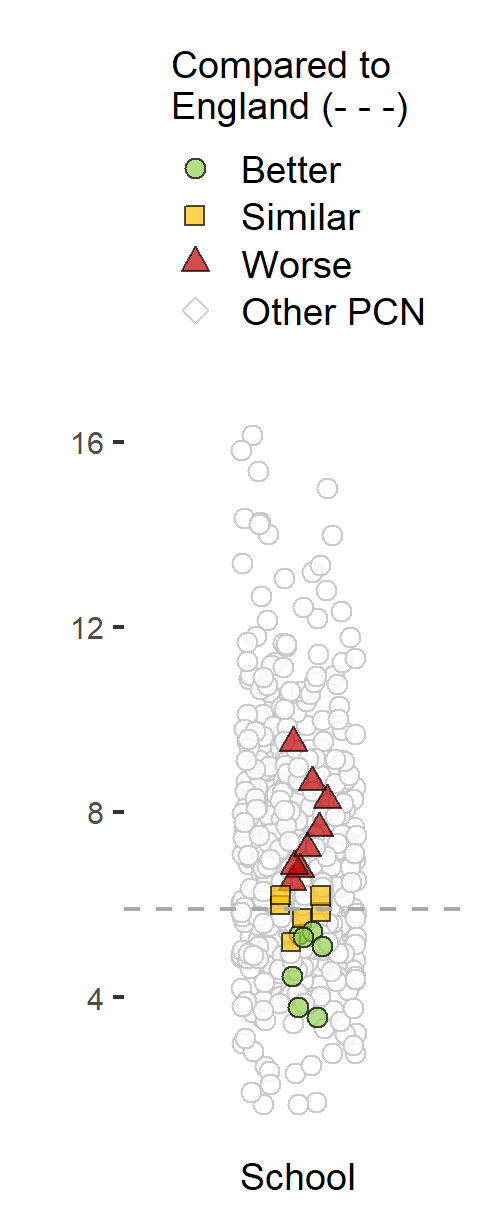 Compared to
England (- - -)
Better
Similar
Worse
Other PCN
16
12
8
4
School